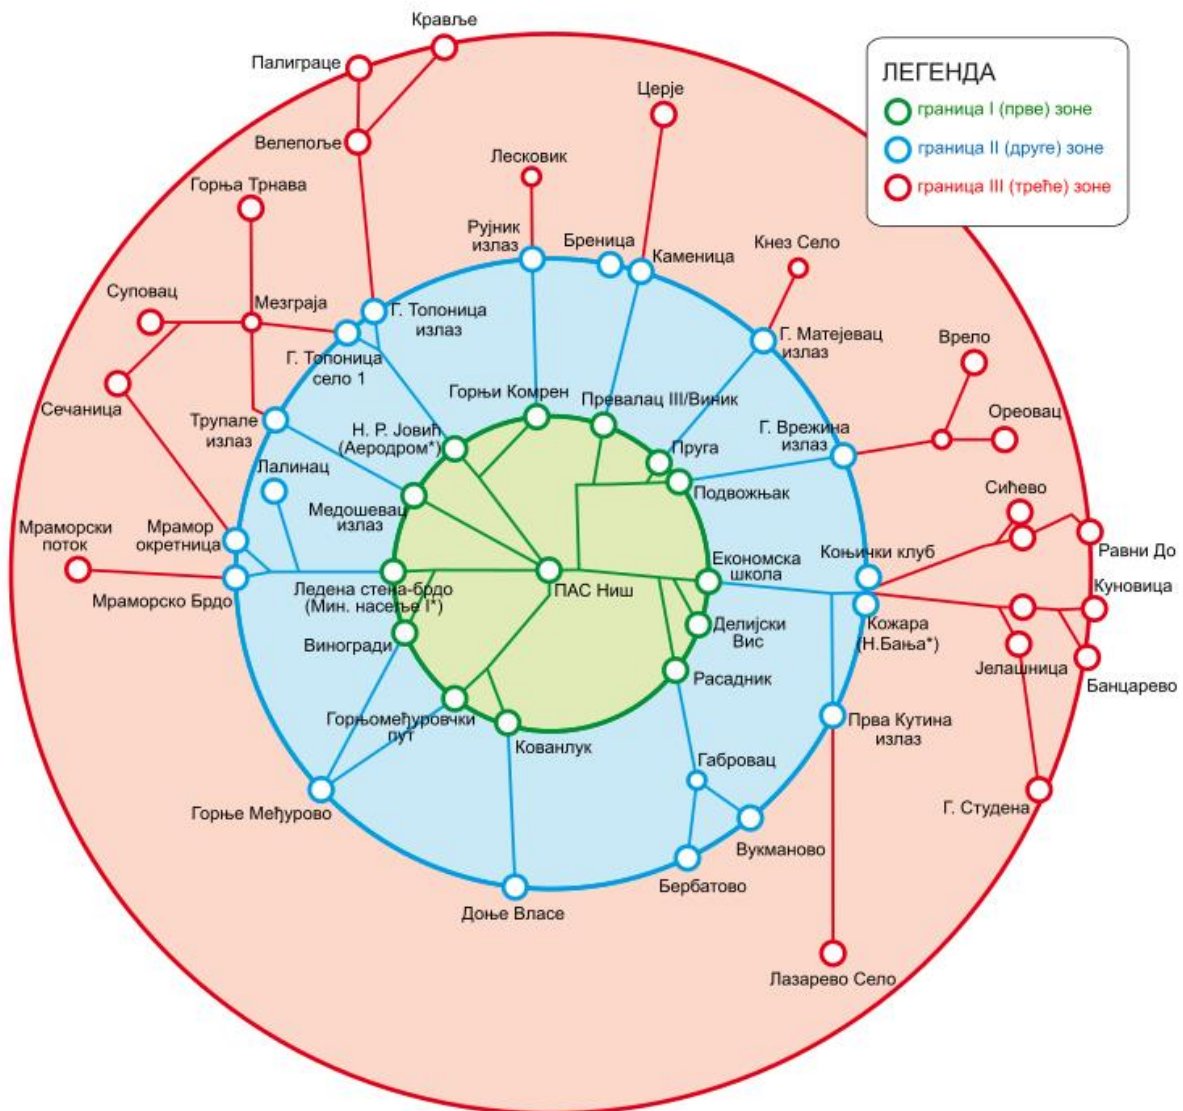 Кравље
Палиграце
ЛЕГЕНДА
граница I (прве) зоне
граница II (друге) зоне
граница III (треће) зоне
Церје
Велепоље
Лесковик
Горња Трнава
Рујник
излаз
Бреница
Каменица
Кнез Село
Суповац
Мезграја
Г. Топоница
излаз
Г. Топоница
село 1
Г. Матејевац
излаз
Врело
Сечаница
Трупале
излаз
Горњи Комрен
Превалац III/Виник
Г. Врежина
излаз
Ореовац
Н. Р. Јовић
(Аеродром*)
Пруга
Лалинац
Медошевац
излаз
Подвожњак
Сићево
Мраморски
поток
Мрамор
окретница
Коњички клуб
Равни До
Економска
школа
Куновица
Мраморско Брдо
Ледена стена-брдо
(Мин. насеље I*)
ПАС Ниш
Виногради
Делијски
Вис
Кожара
(Н.Бања*)
Јелашница
Расадник
Банцарево
Горњомеђуровчки
пут
Кованлук
Прва Кутина
излаз
Габровац
Горње Међурово
Г. Студена
Вукманово
Бербатово
Доње Власе
Лазарево Село